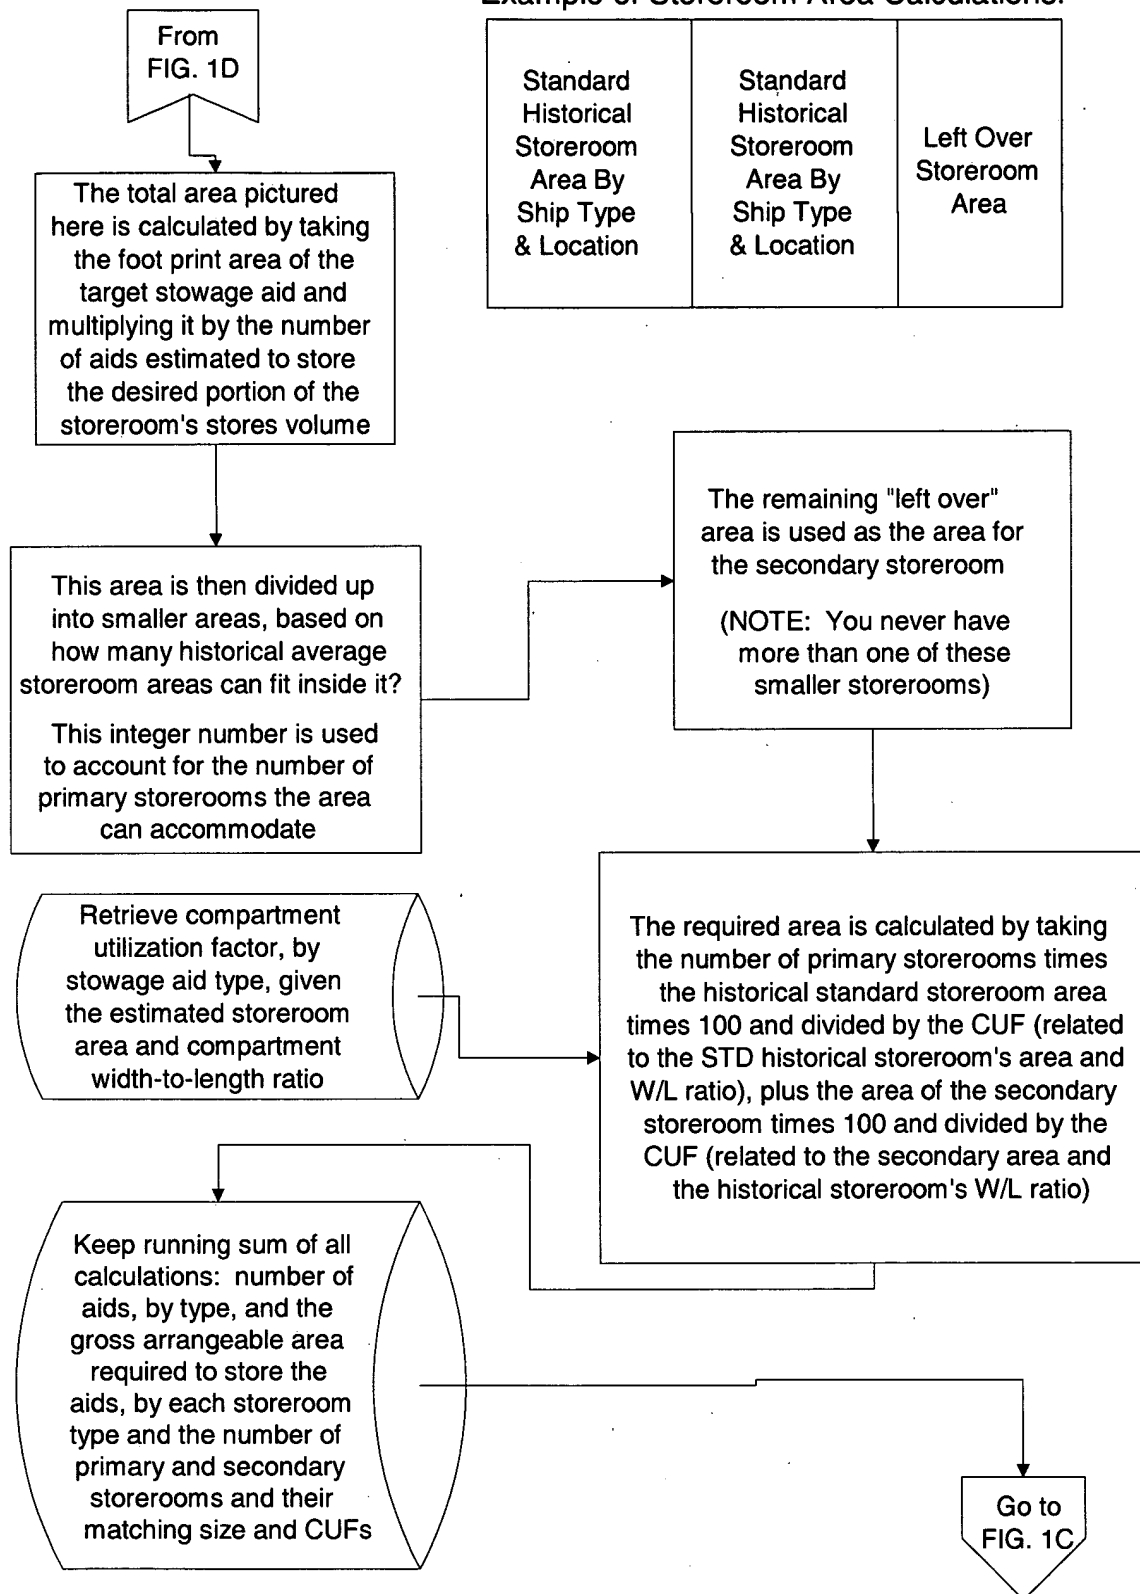 Example of Storeroom Area Calculations:
From
FIG. 1D
Standard
Historical
Storeroom
Area By
Ship Type
& Location
Standard
Historical
Storeroom
Area By
Ship Type
& Location
Left Over
Storeroom
Area
The total area pictured
here is calculated by taking
the foot print area of the
target stowage aid and
multiplying it by the number
of aids estimated to store
the desired portion of the
storeroom's stores volume
This area is then divided up
into smaller areas, based on
how many historical average
storeroom areas can fit inside it?
This integer number is used
to account for the number of
primary storerooms the area
can accommodate
The remaining "left over"
area is used as the area for
the secondary storeroom
(NOTE: You never have
more than one of these
smaller storerooms)
Retrieve compartment
utilization factor, by
stowage aid type, given
the estimated storeroom
area and compartment
width-to-length ratio
The required area is calculated by taking
the number of primary storerooms times
the historical standard storeroom area
times 100 and divided by the CUF (related
to the STD historical storeroom's area and
W/L ratio), plus the area of the secondary
storeroom times 100 and divided by the
CUF (related to the secondary area and
the historical storeroom's W/L ratio)
Keep running sum of all
calculations: number of
aids, by type, and the
gross arrangeable area
required to store the
aids, by each storeroom
type and the number of
primary and secondary
storerooms and their
matching size and CUFs
Go to
FIG. 1C